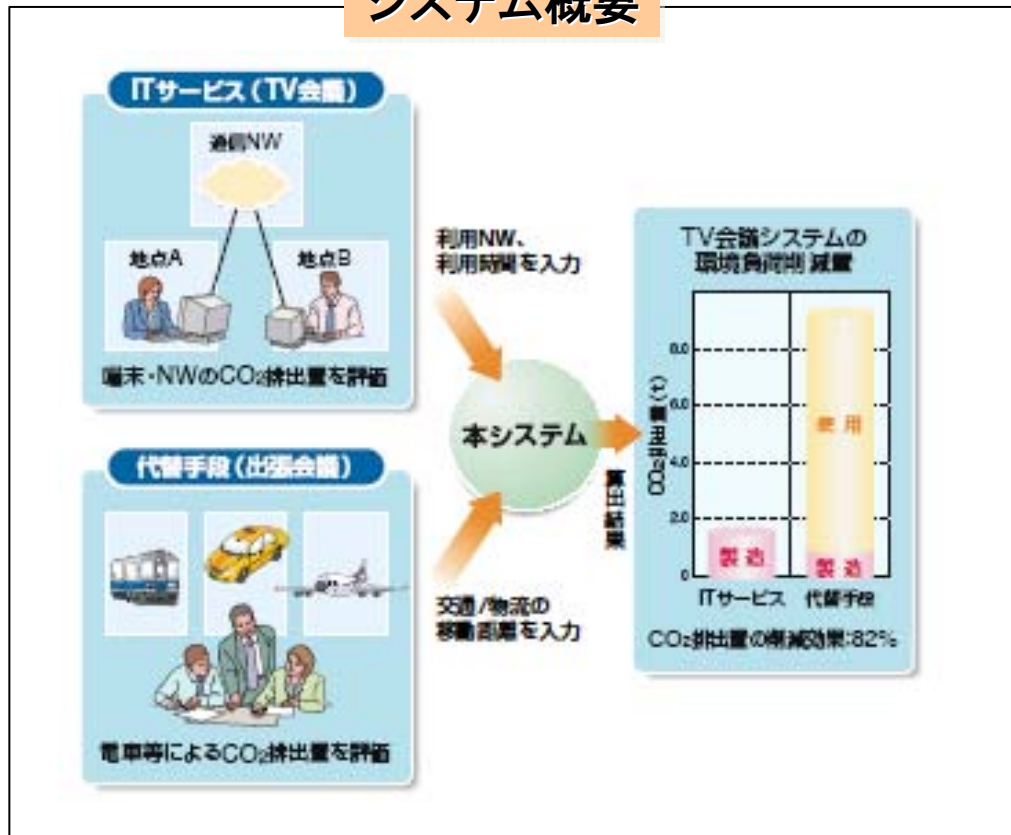 システム概要
ITサービス(TV会議)
通信NW
地点A
地点B
端末・NWのCO2排出量を評価
代替手段(出張会議)
電車等によるCO2排出量を評価
利用NW、
利用時間を入力
本システム
交通/物流の
移動距離を入力
算出結果
TV会議システムの
環境負荷削減量
CO2排出量(t)
8.0
6.0
4.0
2.0
0
使用
製造
製造
ITサービス
代替手段
CO2排出量の削減効果:82%